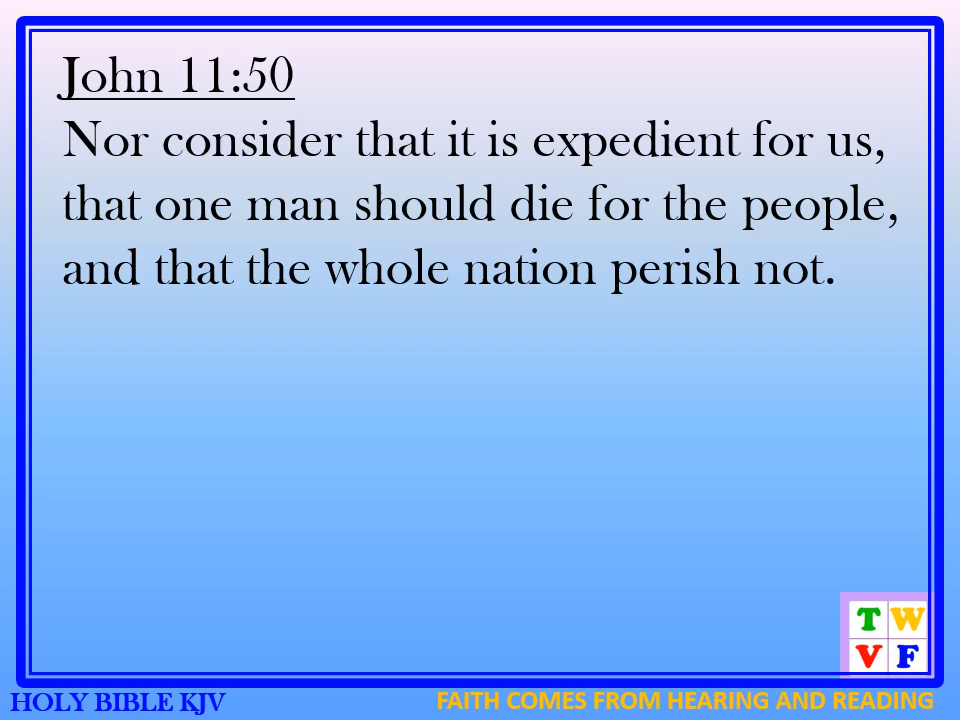 John 11:50
Nor consider that it is expedient for us,
that one man should die for the people,
and that the whole nation perish not.
T W
V F
HOLY BIBLE KJV
FAITH COMES FROM HEARING AND READING